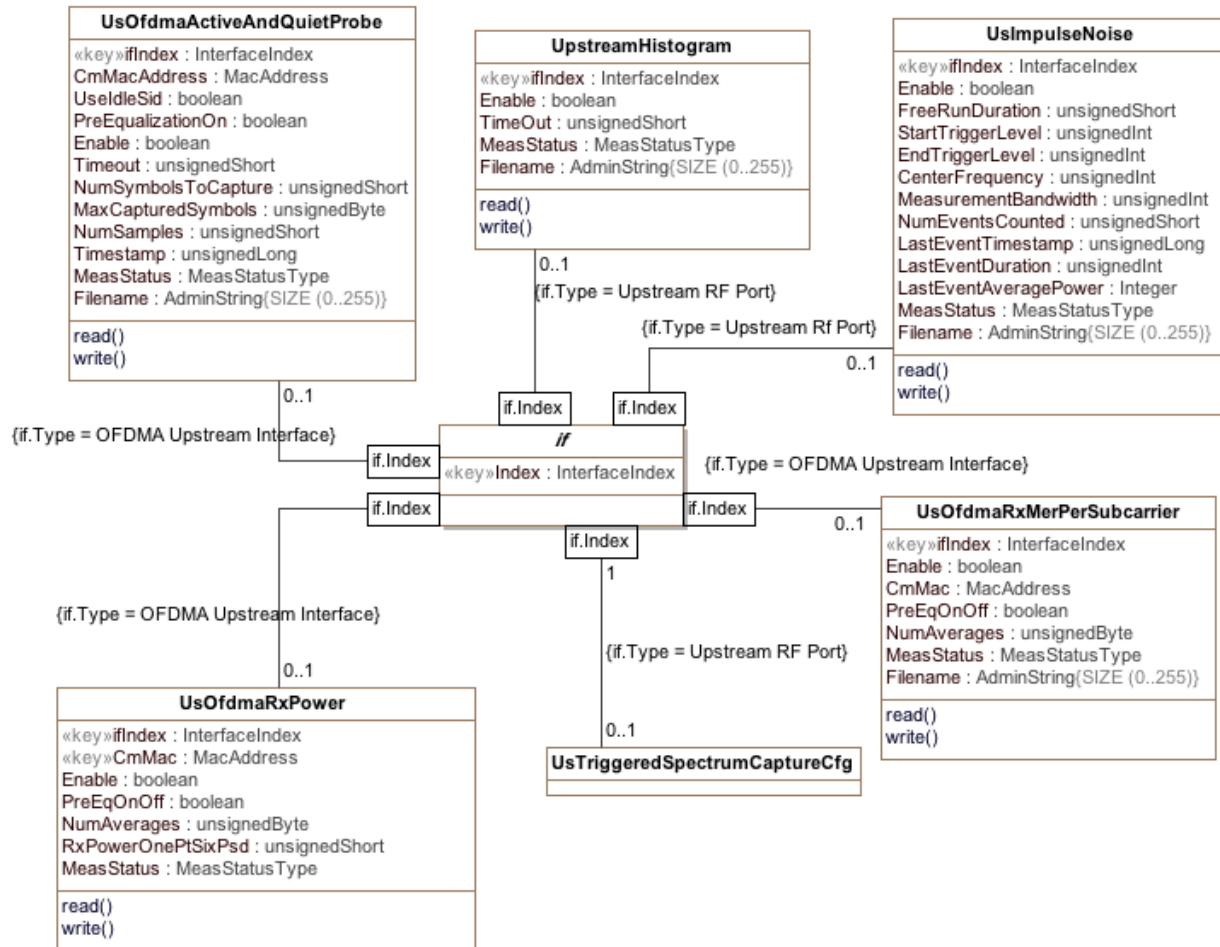 UsOfdmaActiveAndQuietProbe
«key»ifIndex : InterfaceIndex
CmMacAddress : MacAddress
UseIdleSid : boolean
PreEqualizationOn : boolean
Enable : boolean
Timeout : unsignedShort
NumSymbolsToCapture : unsignedShort
MaxCapturedSymbols : unsignedByte
NumSamples : unsignedShort
Timestamp : unsignedLong
MeasStatus : MeasStatusType
Filename : AdminString{SIZE (0..255)}
read()
write()
0..1
{if.Type = OFDMA Upstream Interface}
UpstreamHistogram
«key»ifIndex : InterfaceIndex
Enable : boolean
TimeOut : unsignedShort
MeasStatus : MeasStatusType
Filename : AdminString{SIZE (0..255)}
read()
write()
0..1
{if.Type = Upstream RF Port}
UsImpulseNoise
«key»ifIndex : InterfaceIndex
Enable : boolean
FreeRunDuration : unsignedShort
StartTriggerLevel : unsignedInt
EndTriggerLevel : unsignedInt
CenterFrequency : unsignedInt
MeasurementBandwidth : unsignedInt
NumEventsCounted : unsignedShort
LastEventTimestamp : unsignedLong
LastEventDuration : unsignedInt
LastEventAveragePower : Integer
MeasStatus : MeasStatusType
Filename : AdminString{SIZE (0..255)}
read()
write()
{if.Type = Upstream Rf Port}
0..1
if.Index
if.Index
if.Index
if
«key»Index : InterfaceIndex
if.Index
if.Index
if.Index
1
{if.Type = OFDMA Upstream Interface}
0..1
UsOfdmaRxMerPerSubcarrier
«key»ifIndex : InterfaceIndex
Enable : boolean
CmMac : MacAddress
PreEqOnOff : boolean
NumAverages : unsignedByte
MeasStatus : MeasStatusType
Filename : AdminString{SIZE (0..255)}
read()
write()
{if.Type = OFDMA Upstream Interface}
0..1
UsOfdmaRxPower
«key»ifIndex : InterfaceIndex
«key»CmMac : MacAddress
Enable : boolean
PreEqOnOff : boolean
NumAverages : unsignedByte
RxPowerOnePtSixPsd : unsignedShort
MeasStatus : MeasStatusType
read()
write()
{if.Type = Upstream RF Port}
0..1
UsTriggeredSpectrumCaptureCfg